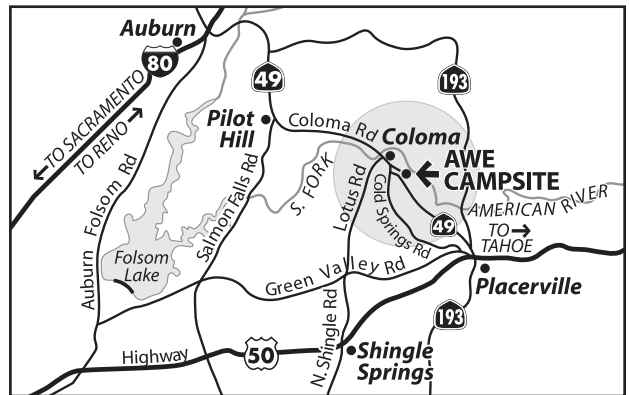 Auburn
80
←TO SACRAMENTO
TO RENO→
49
193
Pilot
Hill
Coloma Rd
Coloma
←AWE
CAMPSITE
S. FORK
AMERICAN RIVER
Auburn Folsom Rd
Salmon Falls Rd
Lotus Rd
Cold Springs Rd
49
TO→
TAHOE
Folsom
Lake
Green Valley Rd
Placerville
N. Shingle Rd
193
Highway
50
Shingle
Springs